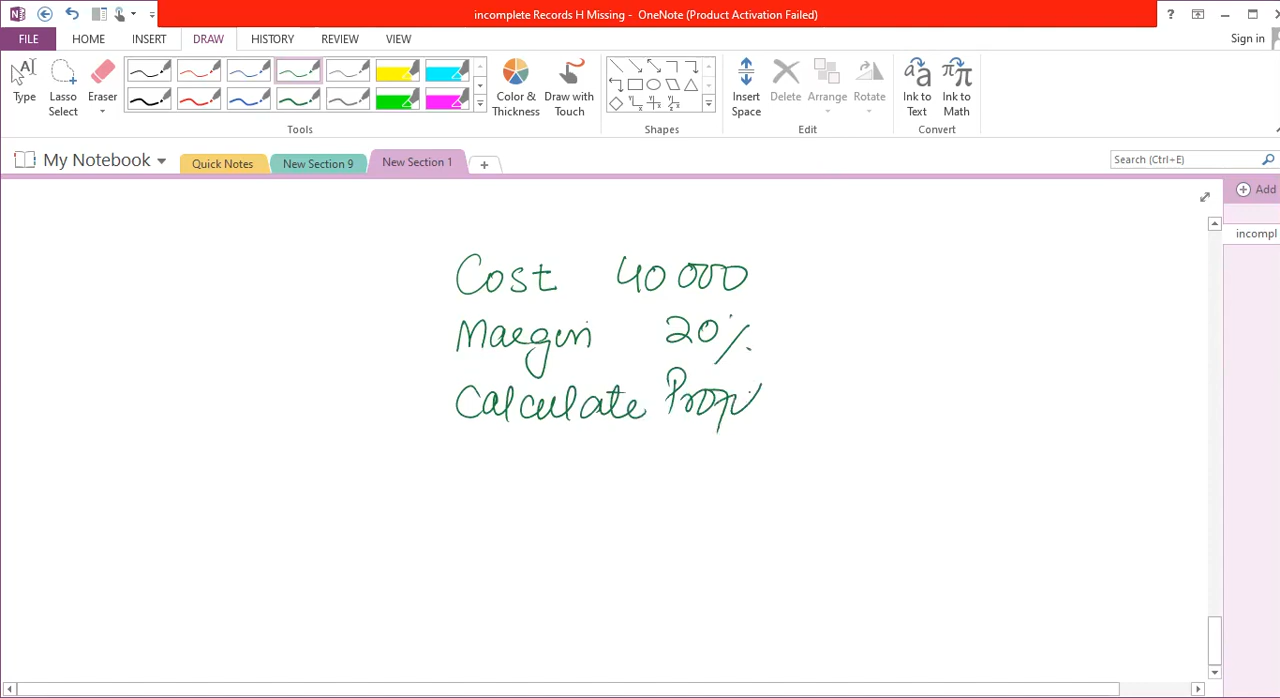 incomplete Records H Missing - OneNote (Product Activation Failed)
?
FILE HOME INSERT DRAW HISTORY REVIEW VIEW Sign in
Type Lasso Select Eraser Color & Thickness Draw with Touch Insert Space Delete Arrange Rotate Ink to Text Ink to Math
Tools Shapes Edit Convert
My Notebook Quick Notes New Section 9 New Section 1 + Search (Ctrl+E)
Add
incompl
Cost 40000
Margin 20%
Calculate